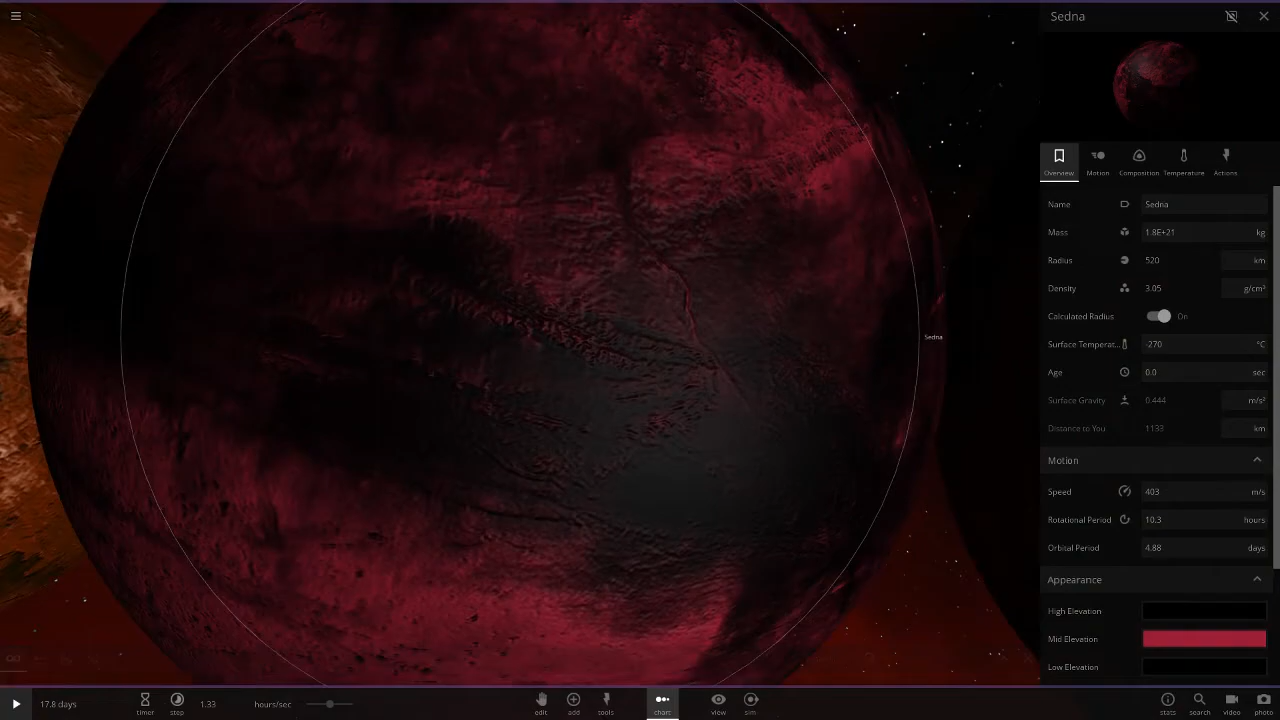 Sedna
Overview
Motion
Composition
Temperature
Actions
Name Sedna
Mass 1.8E+21 kg
Radius 520 km
Density 3.05 g/cm³
Calculated Radius On
Surface Temperat... -270 °C
Age 0.0 sec
Surface Gravity 0.444 m/s²
Distance to You 1133 km
Sedna
Motion
Speed 403 m/s
Rotational Period 10.3 hours
Orbital Period 4.88 days
Appearance
High Elevation
Mid Elevation
Low Elevation
17.8 days
timer
step
1.33 hours/sec
edit
add
tools
chart
view
sim
stats
search
video
photo